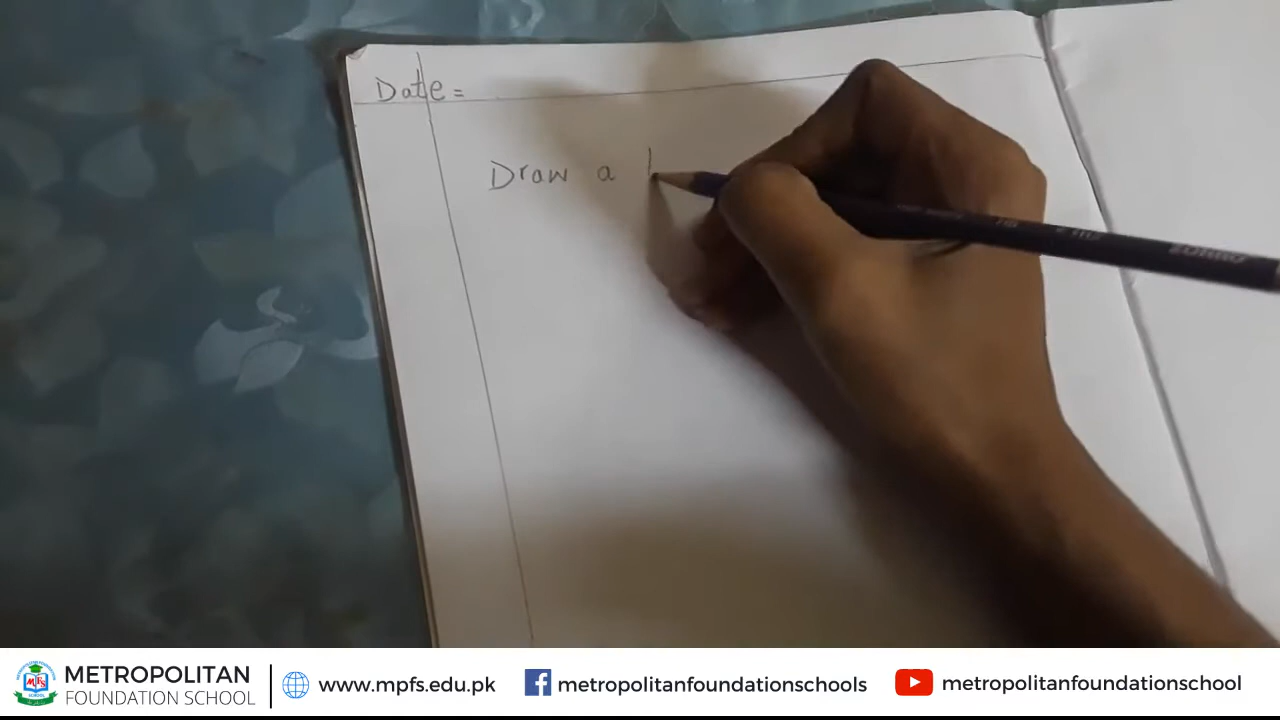 Date =
Draw a
METROPOLITAN
FOUNDATION SCHOOL
www.mpfs.edu.pk
metropolitanfoundationschools
metropolitanfoundationschool